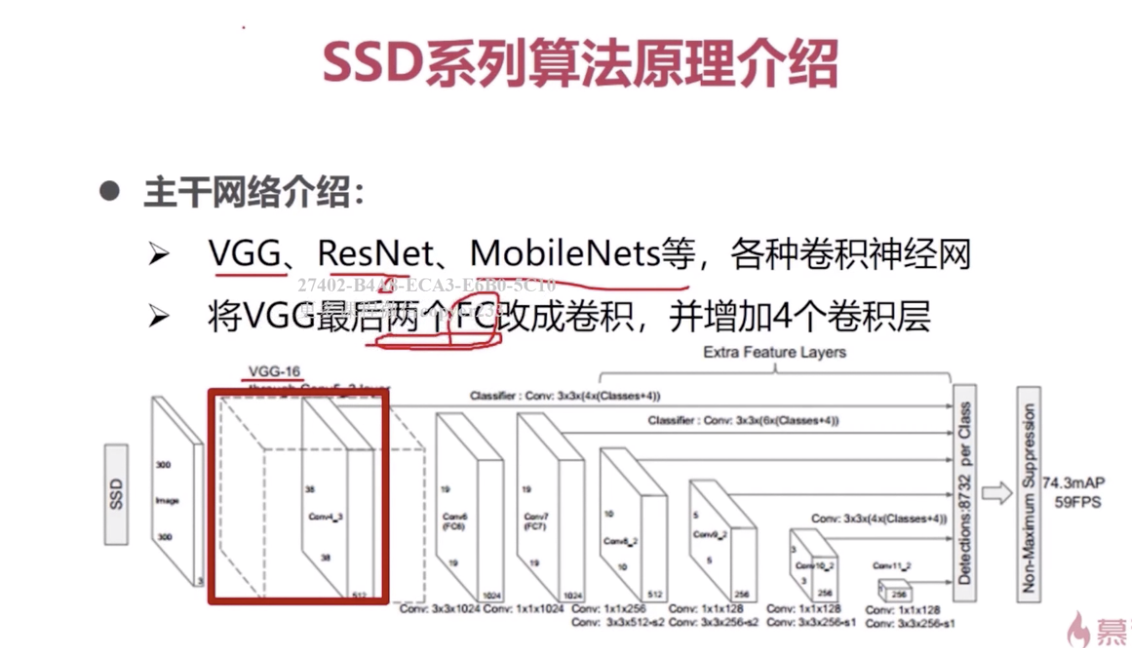 SSD系列算法原理介绍
主干网络介绍：
VGG、ResNet、MobileNets等，各种卷积神经网
27402-B4A8-ECA3-E6B0-5C10
将VGG最后两个FC改成卷积，并增加4个卷积层
Extra Feature Layers
VGG-16
through Conv5_3 layer
Classifier : Conv: 3x3x(4x(Classes+4))
Classifier : Conv: 3x3x(6x(Classes+4))
Conv: 3x3x(4x(Classes+4))
SSD
300
Image
300
3
38
Conv4_3
38
512
19
Conv6
(FC6)
19
1024
19
Conv7
(FC7)
19
1024
10
Conv8_2
10
512
5
Conv9_2
5
256
3
Conv10_2
3
256
Conv11_2
256
Detections:8732 per Class
Non-Maximum Suppression
74.3mAP
59FPS
Conv: 3x3x1024 Conv: 1x1x1024 Conv: 1x1x256 Conv: 1x1x128 Conv: 1x1x128 Conv: 1x1x128
Conv: 3x3x512-s2 Conv: 3x3x256-s2 Conv: 3x3x256-s1 Conv: 3x3x256-s1
慕